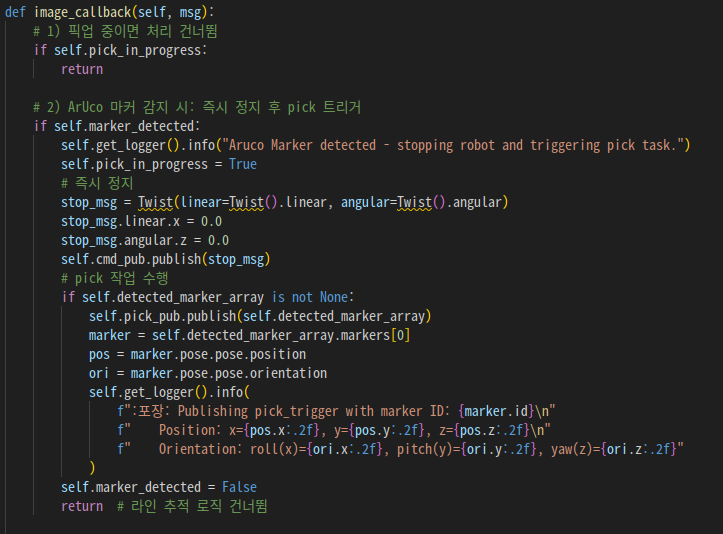 def image_callback(self, msg):
    # 1) 픽업 중이면 처리 건너뜀
    if self.pick_in_progress:
        return
    # 2) ArUco 마커 감지 시: 즉시 정지 후 pick 트리거
    if self.marker_detected:
        self.get_logger().info("Aruco Marker detected - stopping robot and triggering pick task.")
        self.pick_in_progress = True
        # 즉시 정지
        stop_msg = Twist(linear=Twist().linear, angular=Twist().angular)
        stop_msg.linear.x = 0.0
        stop_msg.angular.z = 0.0
        self.cmd_pub.publish(stop_msg)
        # pick 작업 수행
        if self.detected_marker_array is not None:
            self.pick_pub.publish(self.detected_marker_array)
            marker = self.detected_marker_array.markers[0]
            pos = marker.pose.pose.position
            ori = marker.pose.pose.orientation
            self.get_logger().info(
                f":포장: Publishing pick_trigger with marker ID: {marker.id}\n"
                f"    Position: x={pos.x:.2f}, y={pos.y:.2f}, z={pos.z:.2f}\n"
                f"    Orientation: roll(x)={ori.x:.2f}, pitch(y)={ori.y:.2f}, yaw(z)={ori.z:.2f}"
            )
        self.marker_detected = False
        return  # 라인 추적 로직 건너뜀